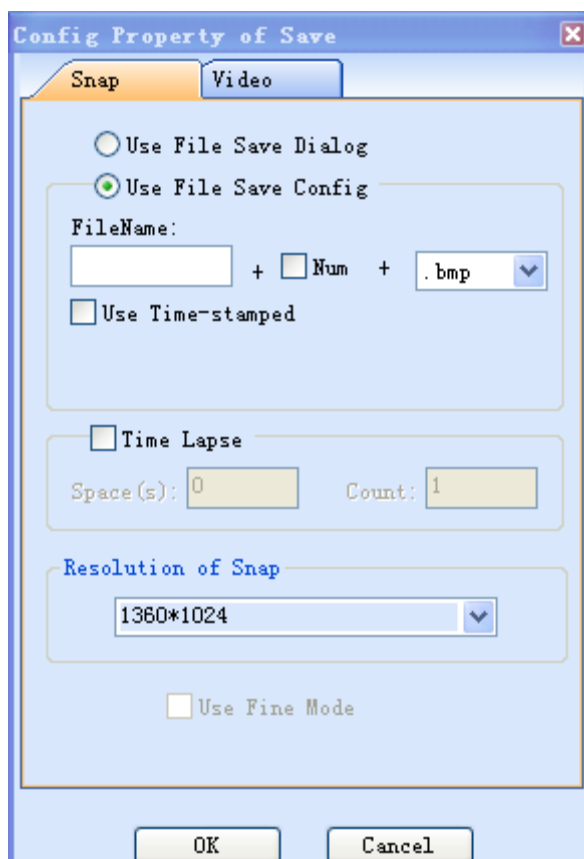 Config Property of Save
Snap Video
Use File Save Dialog
Use File Save Config
FileName:
+ Num + .bmp
Use Time-stamped
Time Lapse
Space(s): 0 Count: 1
Resolution of Snap
1360*1024
Use Fine Mode
OK Cancel